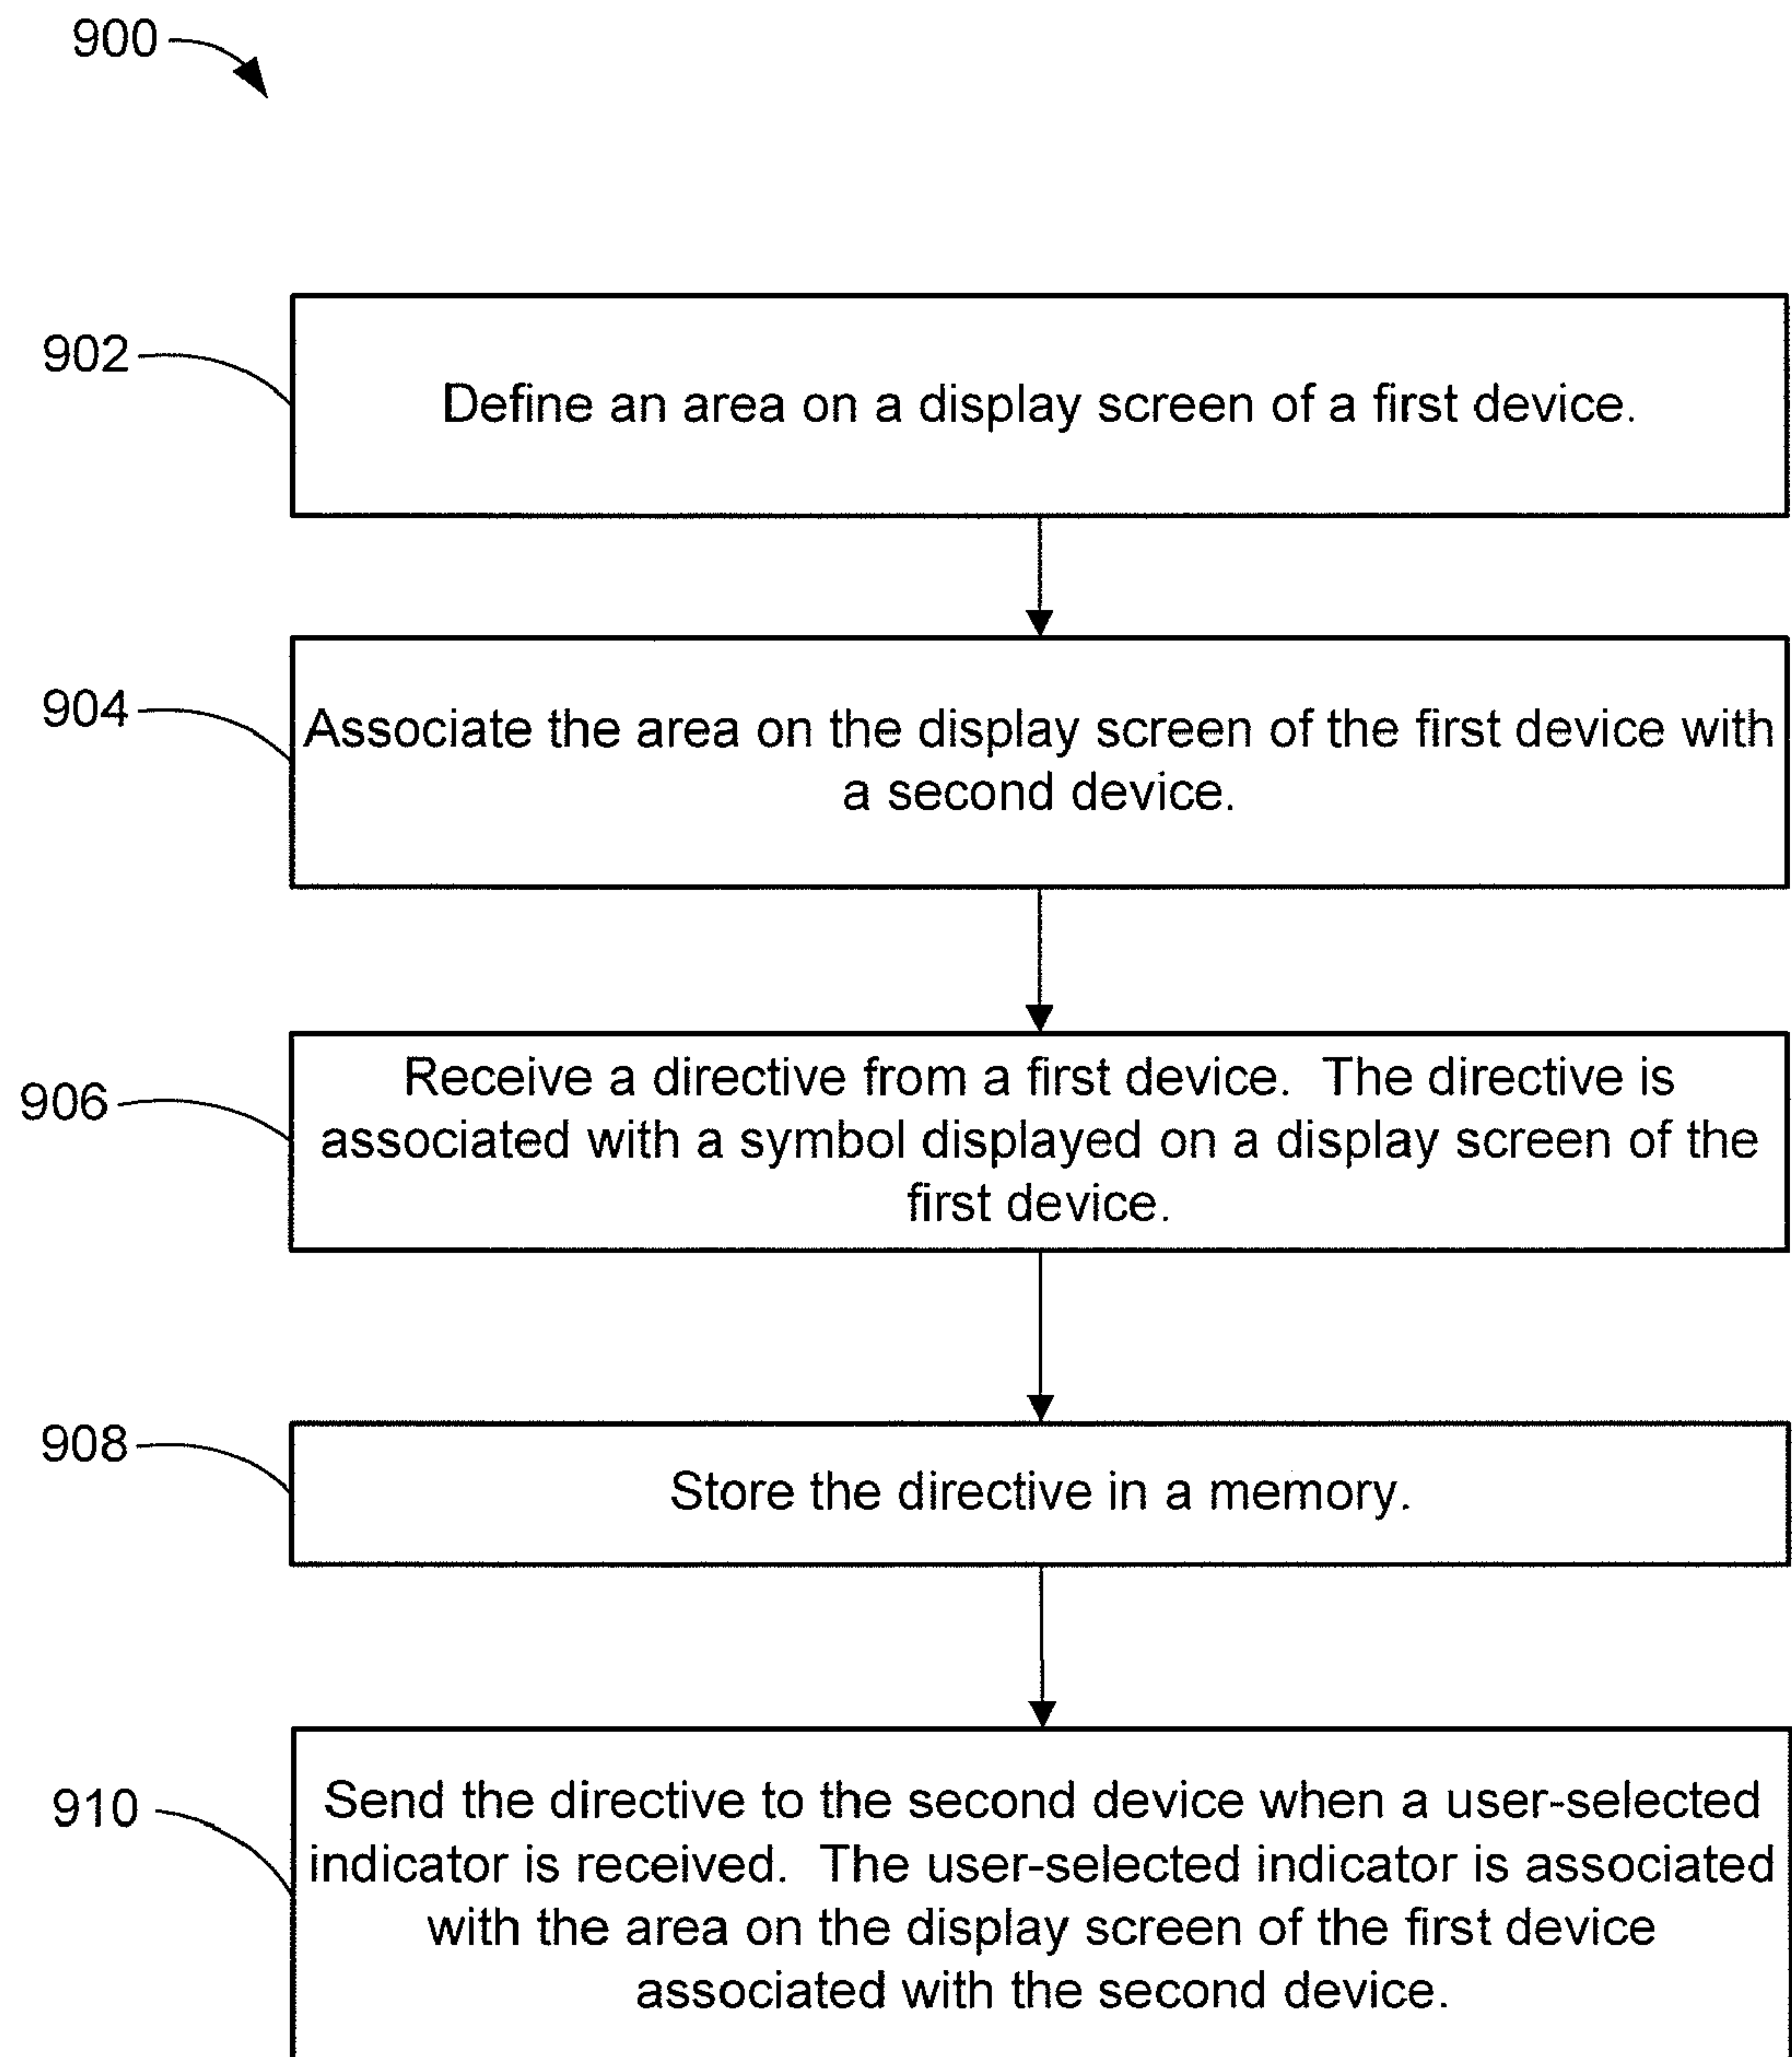 900
902
Define an area on a display screen of a first device.
904
Associate the area on the display screen of the first device with
a second device.
906
Receive a directive from a first device.  The directive is
associated with a symbol displayed on a display screen of the
first device.
908
Store the directive in a memory.
910
Send the directive to the second device when a user-selected
indicator is received.  The user-selected indicator is associated
with the area on the display screen of the first device
associated with the second device.